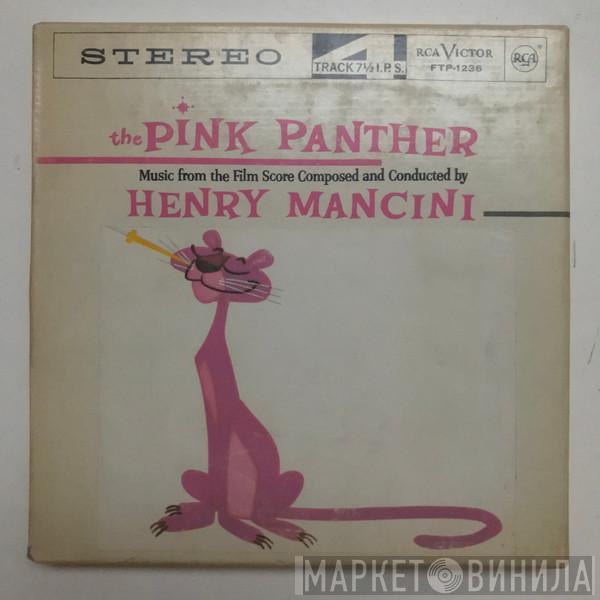 STEREO
4
TRACK 7½ I.P.S.
RCA VICTOR
FTP-1236
RCA
the PINK PANTHER
Music from the Film Score Composed and Conducted by
HENRY MANCINI
МАРКЕТ ВИНИЛА